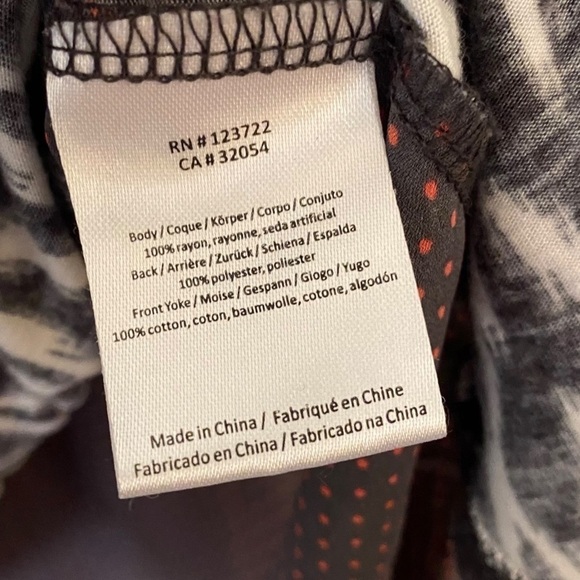 RN # 123722
CA # 32054
Body / Coque / Körper / Corpo / Conjuto
100% rayon, rayonne, seda artificial
Back / Arrière / Zurück / Schiena / Espalda
100% polyester, poliester
Front Yoke / Moise / Gespann / Giogo / Yugo
100% cotton, coton, baumwolle, cotone, algodón
Made in China / Fabriqué en Chine
Fabricado en China / Fabricado na China